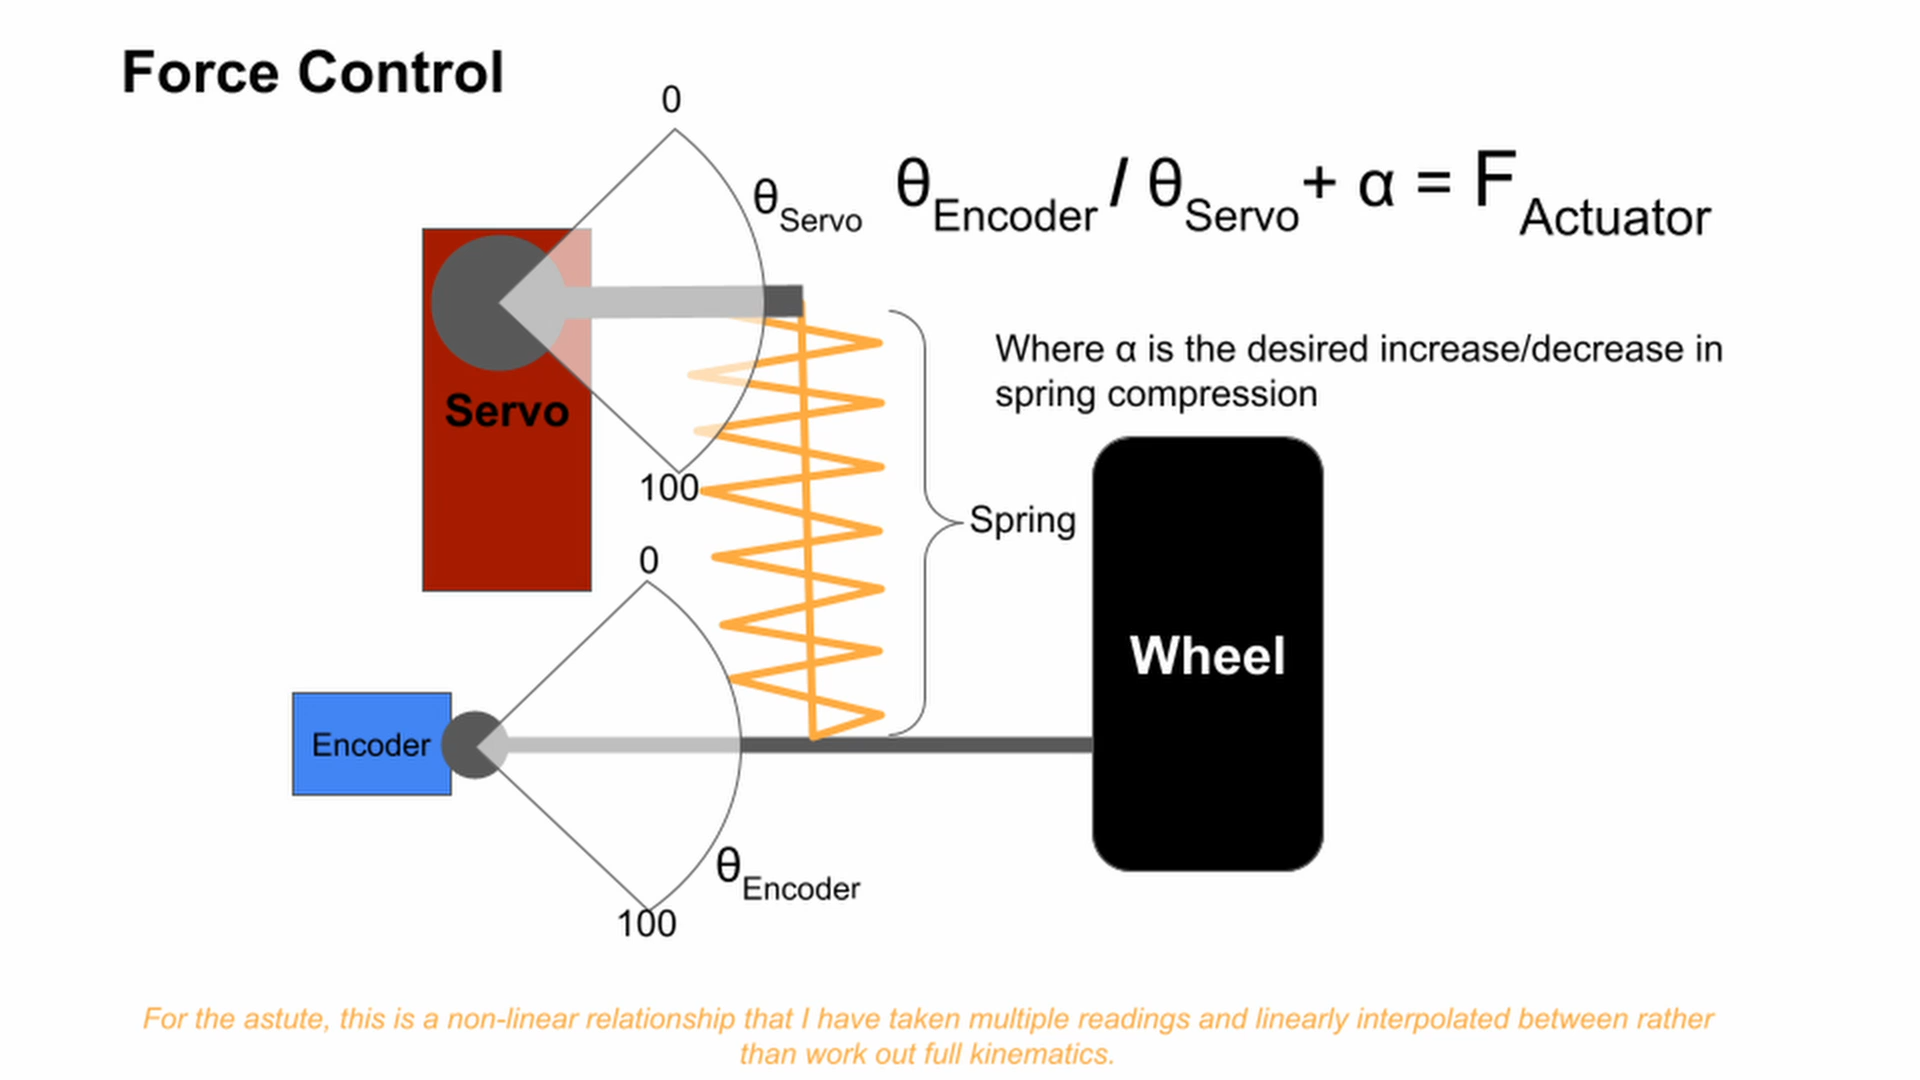 Force Control
0
θServo
θEncoder / θServo + α = FActuator
Where α is the desired increase/decrease in
spring compression
Servo
100
Spring
0
Wheel
Encoder
θEncoder
100
For the astute, this is a non-linear relationship that I have taken multiple readings and linearly interpolated between rather
than work out full kinematics.